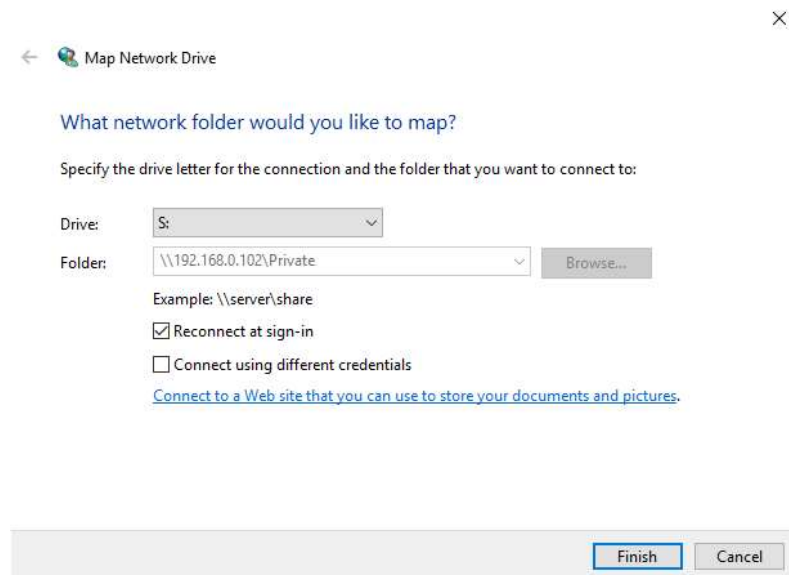 Map Network Drive
What network folder would you like to map?
Specify the drive letter for the connection and the folder that you want to connect to:
Drive: S:
Folder: \\192.168.0.102\Private Browse...
Example: \\server\share
Reconnect at sign-in
Connect using different credentials
Connect to a Web site that you can use to store your documents and pictures.
Finish Cancel